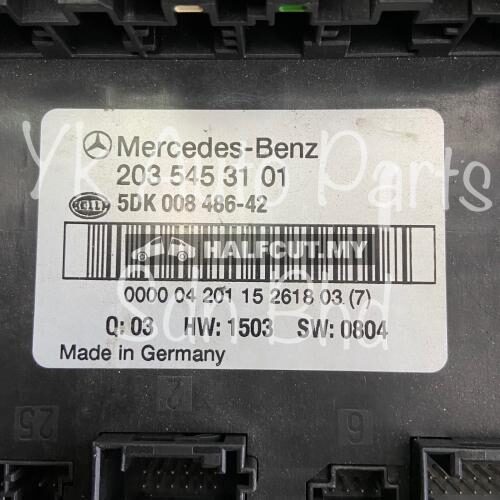 Mercedes-Benz
203 545 31 01
5DK 008 486-42
HALFCUT.MY
0000 04 201 15 2618 03 (7)
Q: 03 HW: 1503 SW: 0804
Made in Germany
YK Auto Parts
Sdn Bhd
2
25
6